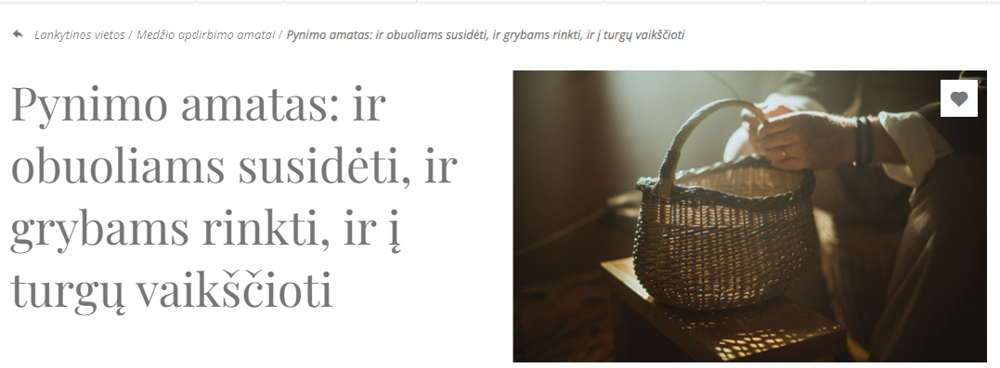 Lankytinos vietos / Medžio apdirbimo amatai / Pynimo amatas: ir obuoliams susidėti, ir grybams rinkti, ir į turgų vaikščioti
Pynimo amatas: ir
obuoliams susidėti, ir
grybams rinkti, ir į
turgų vaikščioti